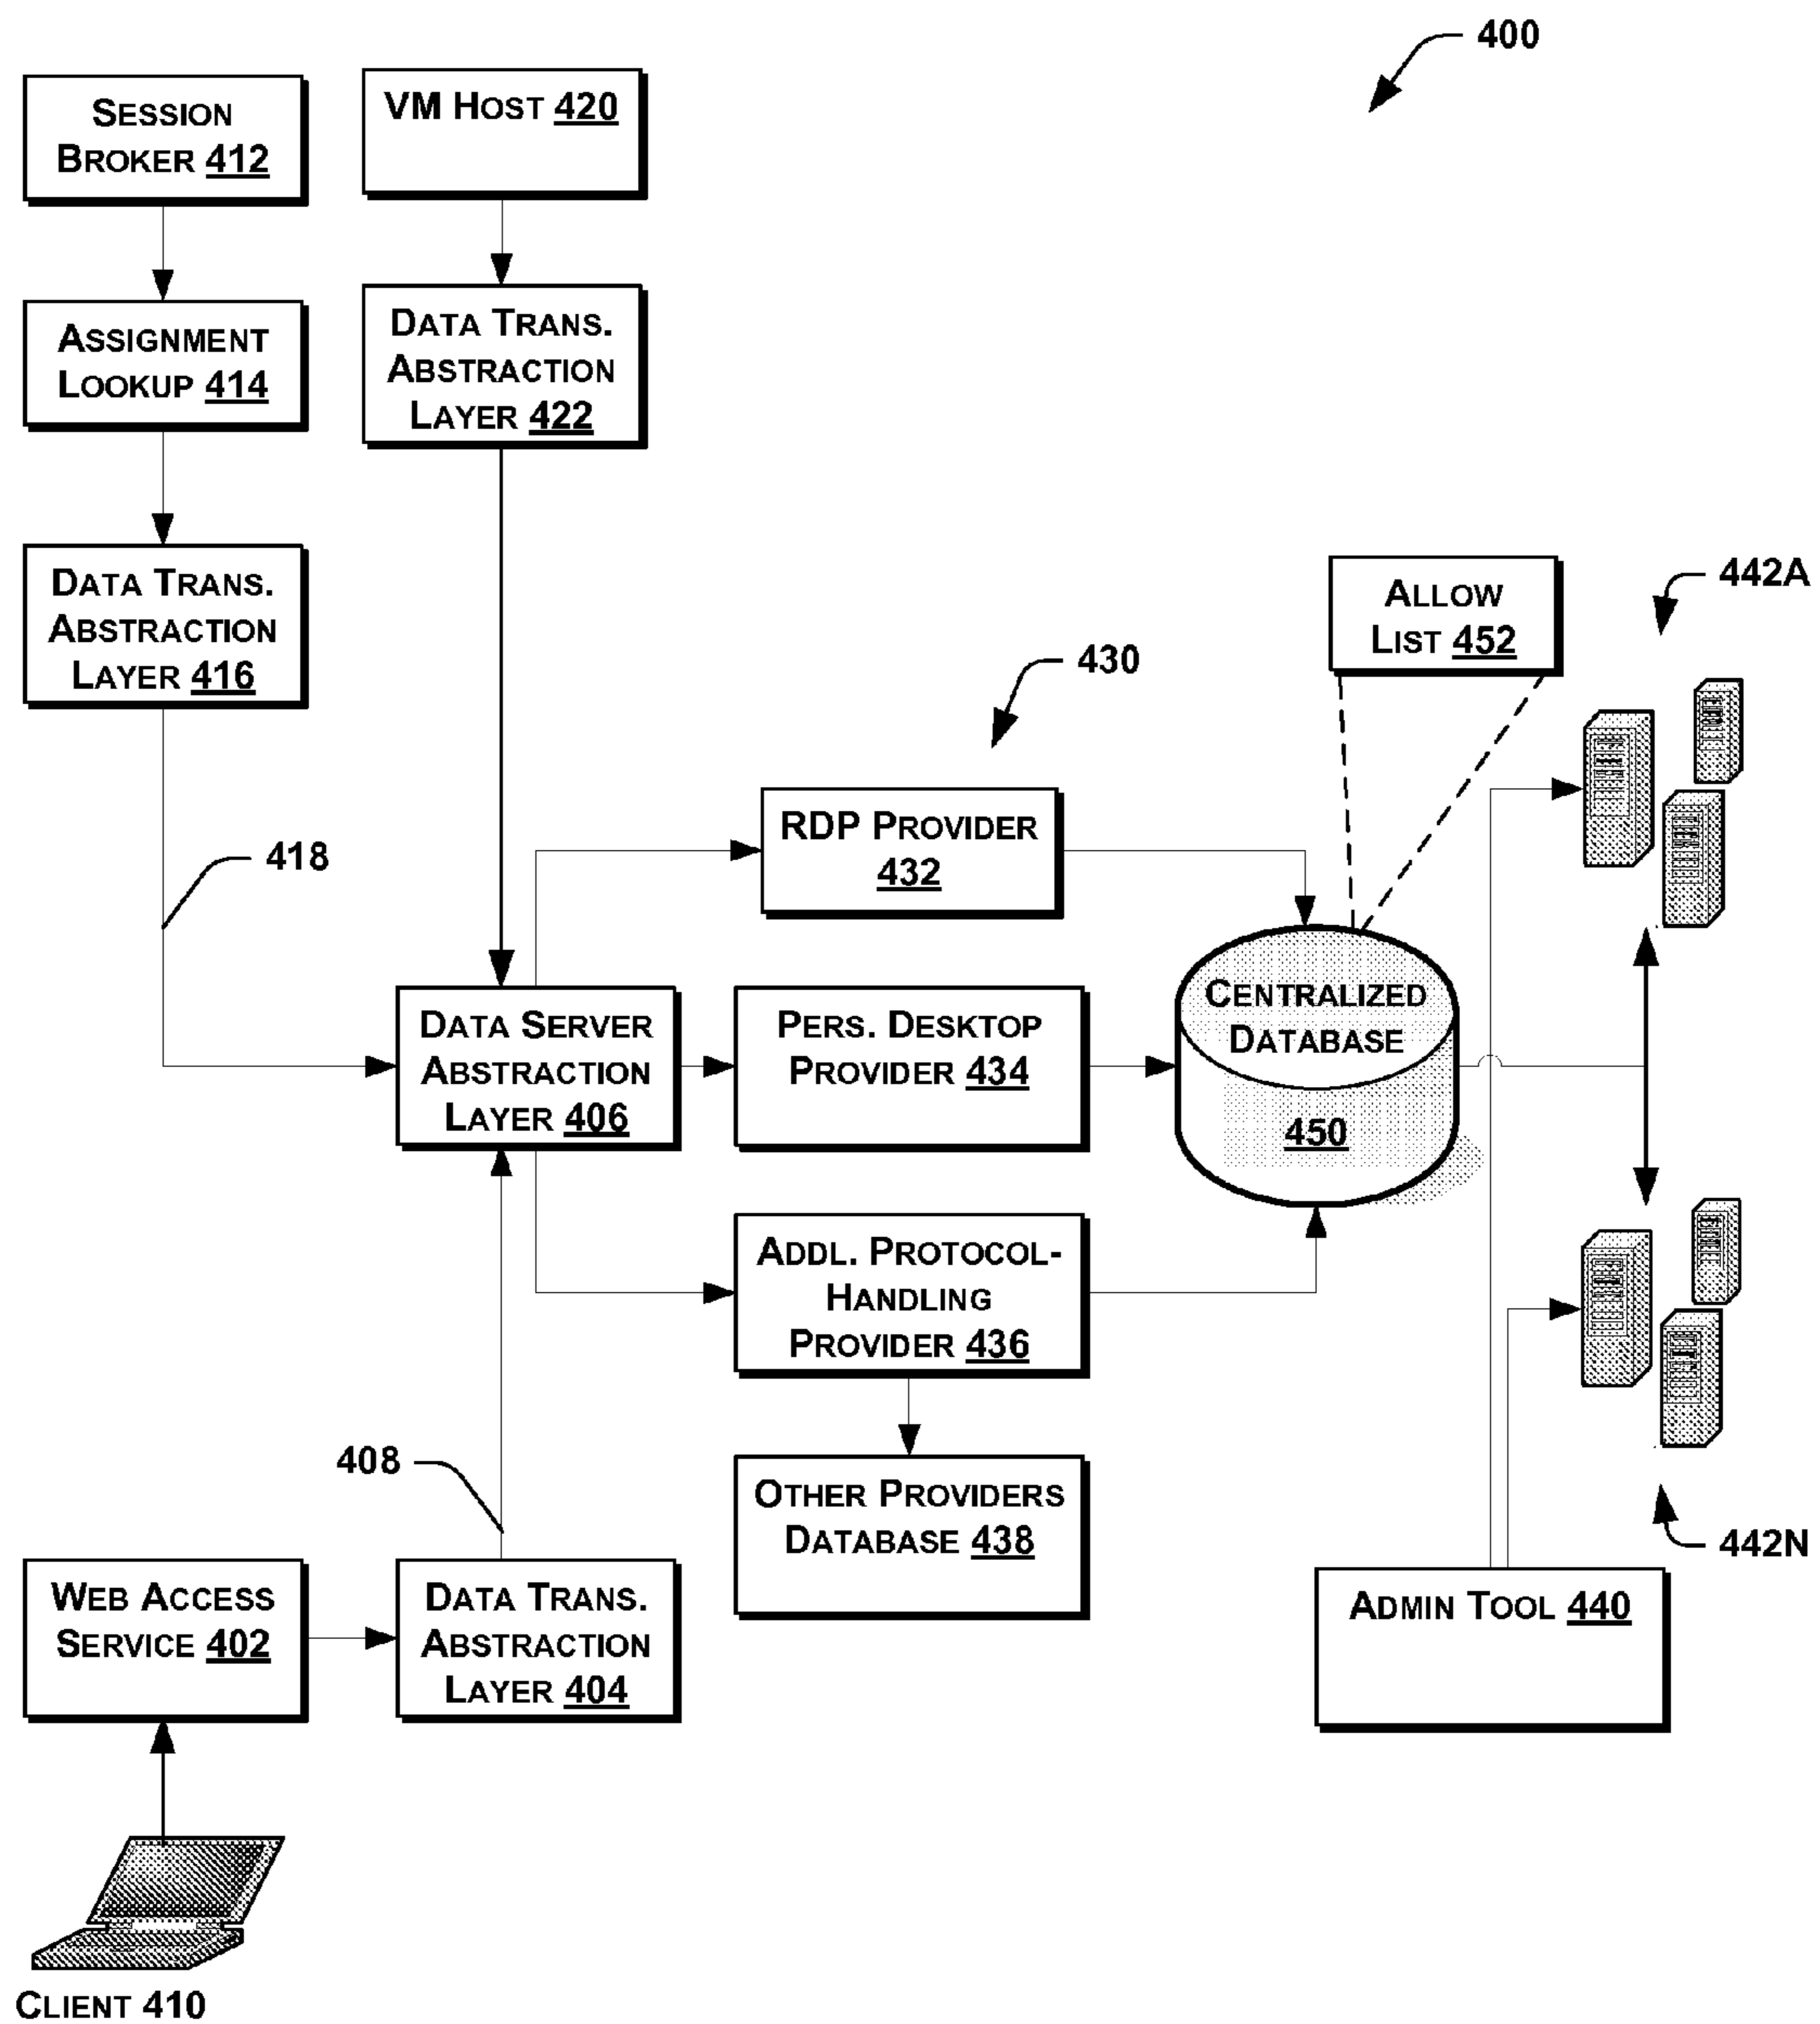 400
SESSION
BROKER 412
VM HOST 420
ASSIGNMENT
LOOKUP 414
DATA TRANS.
ABSTRACTION
LAYER 422
DATA TRANS.
ABSTRACTION
LAYER 416
ALLOW
LIST 452
442A
430
418
RDP PROVIDER
432
DATA SERVER
ABSTRACTION
LAYER 406
PERS. DESKTOP
PROVIDER 434
CENTRALIZED
DATABASE
450
ADDL. PROTOCOL-
HANDLING
PROVIDER 436
408
OTHER PROVIDERS
DATABASE 438
442N
WEB ACCESS
SERVICE 402
DATA TRANS.
ABSTRACTION
LAYER 404
ADMIN TOOL 440
CLIENT 410